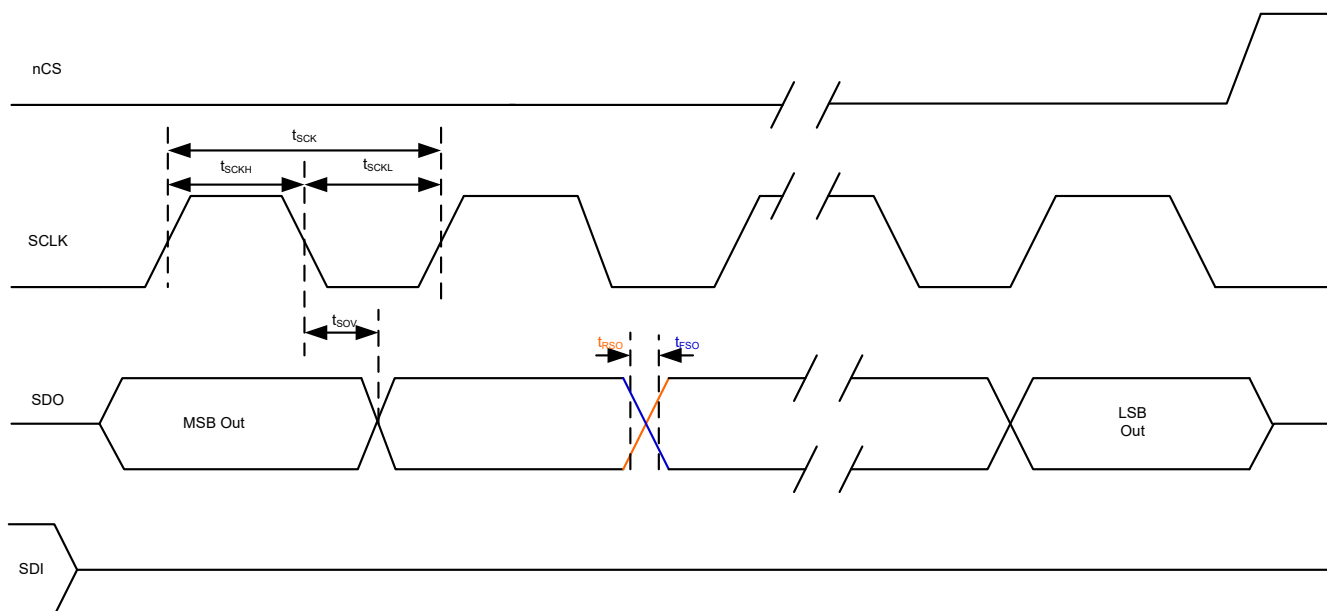 nCS
tSCK
tSCKH
tSCKL
SCLK
tSOV
tRSO
tFSO
SDO
MSB Out
LSB
Out
SDI